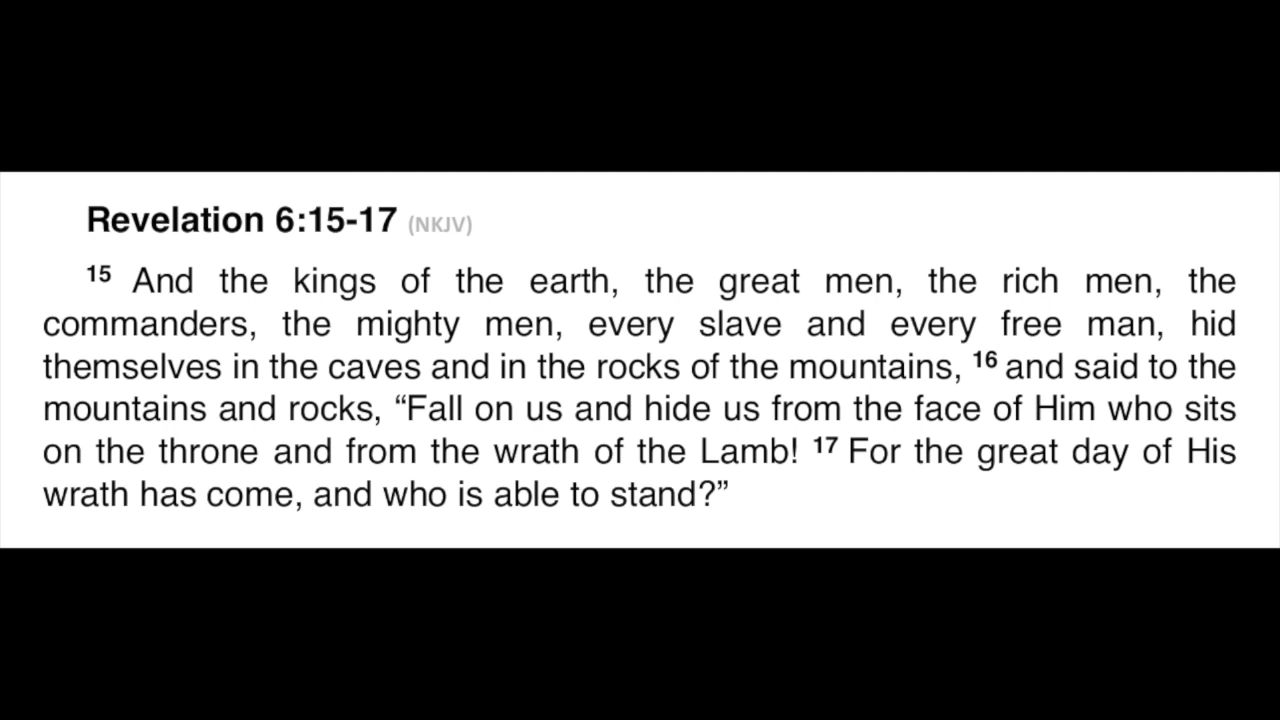 Revelation 6:15-17 (NKJV)
15 And the kings of the earth, the great men, the rich men, the
commanders, the mighty men, every slave and every free man, hid
themselves in the caves and in the rocks of the mountains, 16 and said to the
mountains and rocks, “Fall on us and hide us from the face of Him who sits
on the throne and from the wrath of the Lamb! 17 For the great day of His
wrath has come, and who is able to stand?”